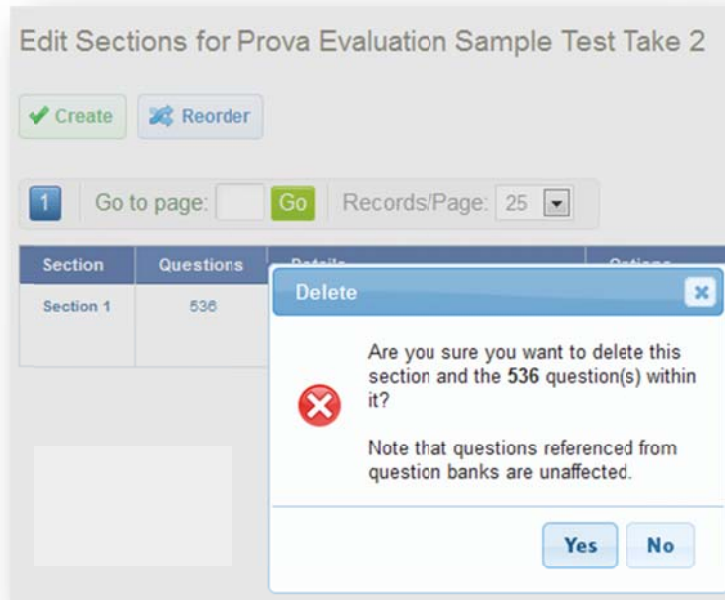 Edit Sections for Prova Evaluation Sample Test Take 2
Create Reorder
1 Go to page: Go Records/Page: 25
Section Questions Details Options
Section 1 536
Delete
Are you sure you want to delete this
section and the 536 question(s) within
it?
Note that questions referenced from
question banks are unaffected.
Yes No